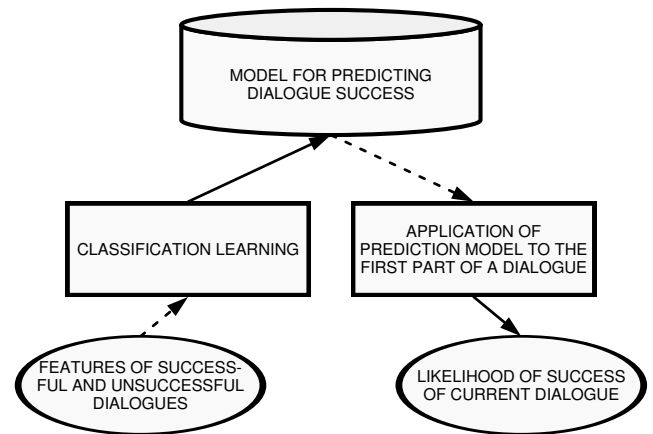 MODEL FOR PREDICTING
DIALOGUE SUCCESS
CLASSIFICATION LEARNING
APPLICATION OF
PREDICTION MODEL TO THE
FIRST PART OF A DIALOGUE
FEATURES OF SUCCESS-
FUL AND UNSUCCESSFUL
DIALOGUES
LIKELIHOOD OF SUCCESS
OF CURRENT DIALOGUE